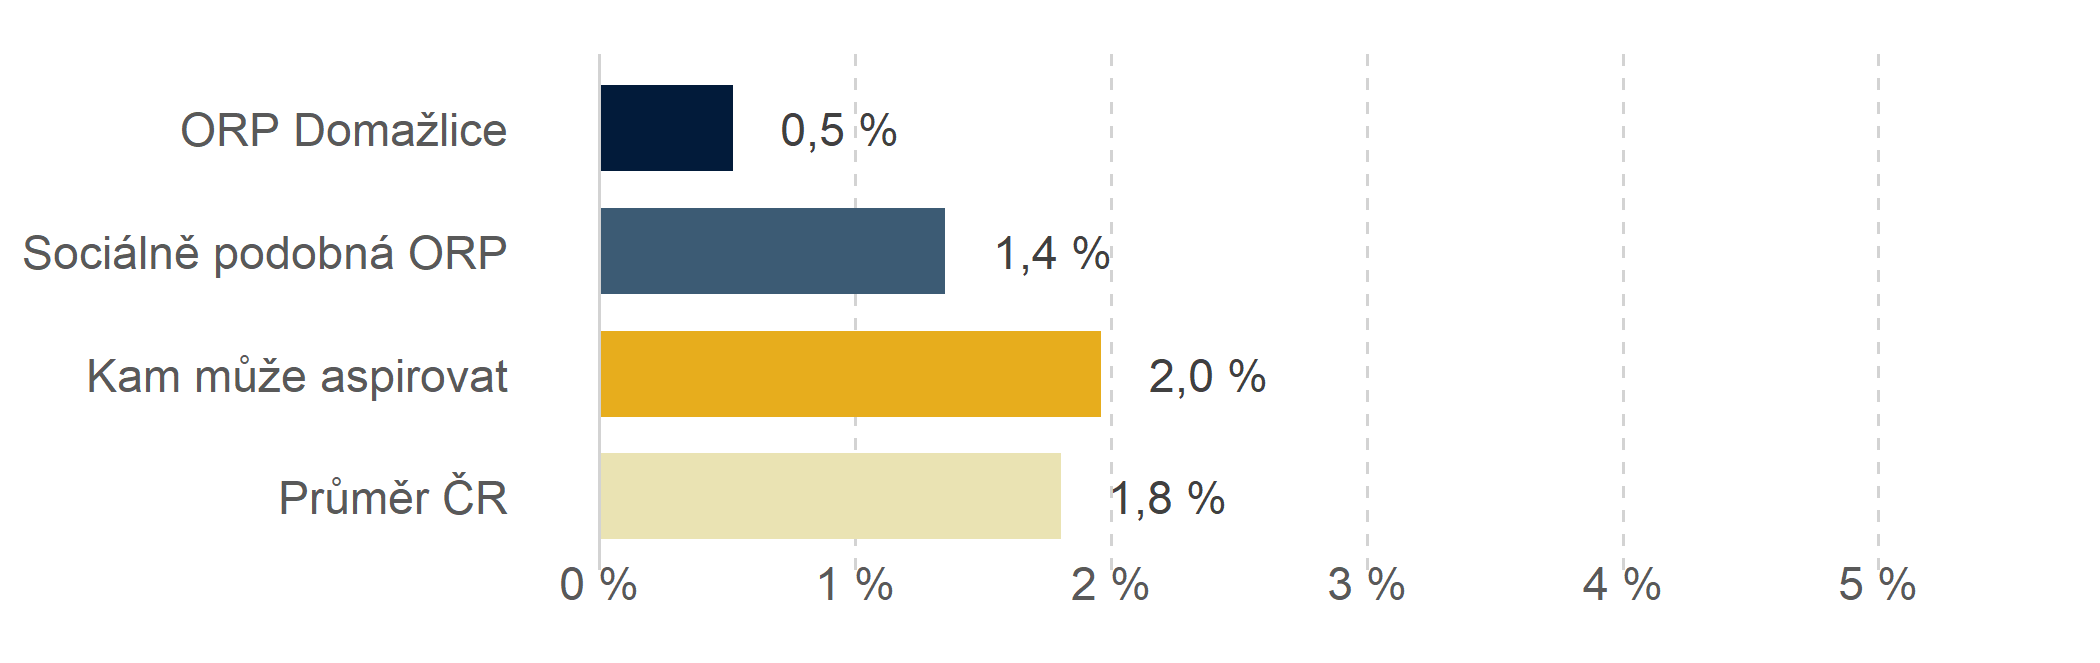 ORP Domažlice 0,5 %
Sociálně podobná ORP 1,4 %
Kam může aspirovat 2,0 %
Průměr ČR 1,8 %
0 % 1 % 2 % 3 % 4 % 5 %